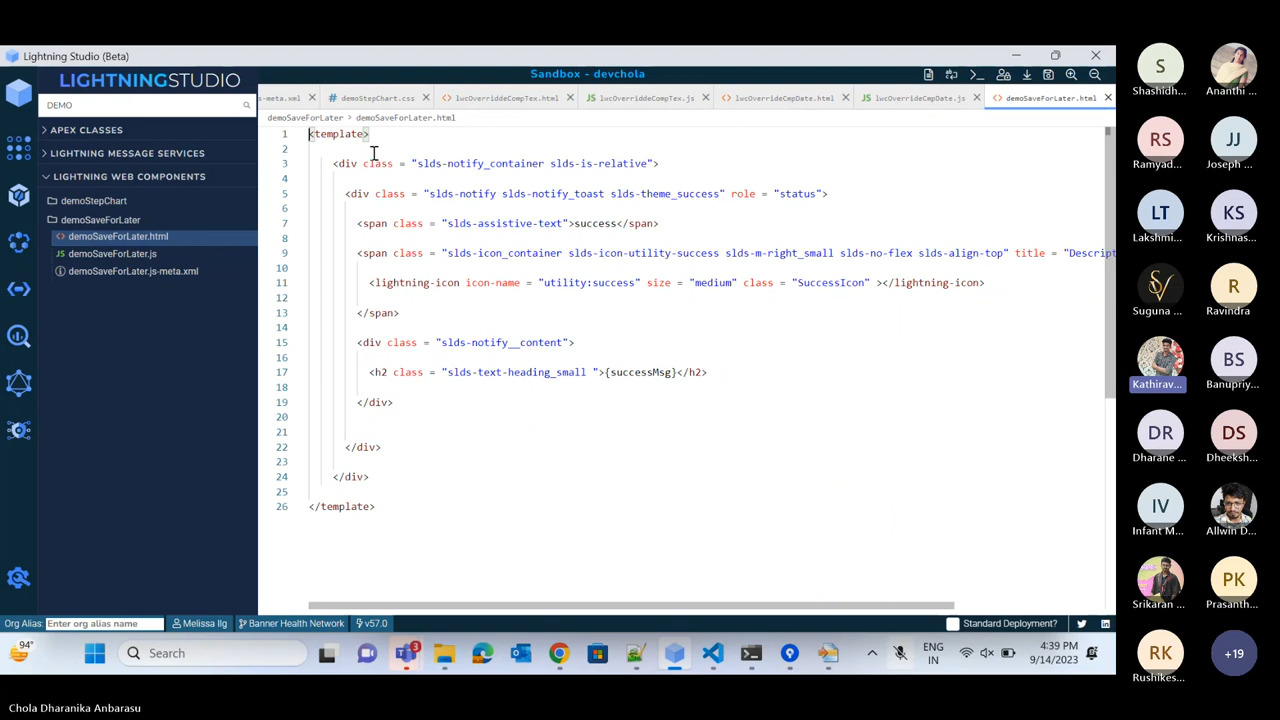 Lightning Studio (Beta)
LIGHTNINGSTUDIO
Sandbox - devchola
DEMO
s-meta.xml
demoStepChart.css
lwcOverriddeCompTex.html
lwcOverriddeCompTex.js
lwcOverriddeCmpDate.html
lwcOverriddeCmpDate.js
demoSaveForLater.html
demoSaveForLater > demoSaveForLater.html
APEX CLASSES
LIGHTNING MESSAGE SERVICES
LIGHTNING WEB COMPONENTS
demoStepChart
demoSaveForLater
demoSaveForLater.html
demoSaveForLater.js
demoSaveForLater.js-meta.xml
1 <template>
2
3 <div class = "slds-notify_container slds-is-relative">
4
5 <div class = "slds-notify slds-notify_toast slds-theme_success" role = "status">
6
7 <span class = "slds-assistive-text">success</span>
8
9 <span class = "slds-icon_container slds-icon-utility-success slds-m-right_small slds-no-flex slds-align-top" title = "Descript
10
11 <lightning-icon icon-name = "utility:success" size = "medium" class = "SuccessIcon" ></lightning-icon>
12
13 </span>
14
15 <div class = "slds-notify__content">
16
17 <h2 class = "slds-text-heading_small ">{successMsg}</h2>
18
19 </div>
20
21
22 </div>
23
24 </div>
25
26 </template>
Org Alias: Enter org alias name
Melissa Ilg
Banner Health Network
v57.0
Standard Deployment?
94°
Search
3
ENG
IN
4:39 PM
9/14/2023
S
Shashidh...
Ananthi ...
RS
Ramyad...
JJ
Joseph ...
LT
Lakshmi...
KS
Krishnas...
SV
Suguna ...
R
Ravindra
Kathirav...
BS
Banupriy...
DR
Dharane ...
DS
Dheeksh...
IV
Infant M...
Allwin D...
Srikaran ...
PK
Prasanth...
RK
Rushikes...
+19
Chola Dharanika Anbarasu